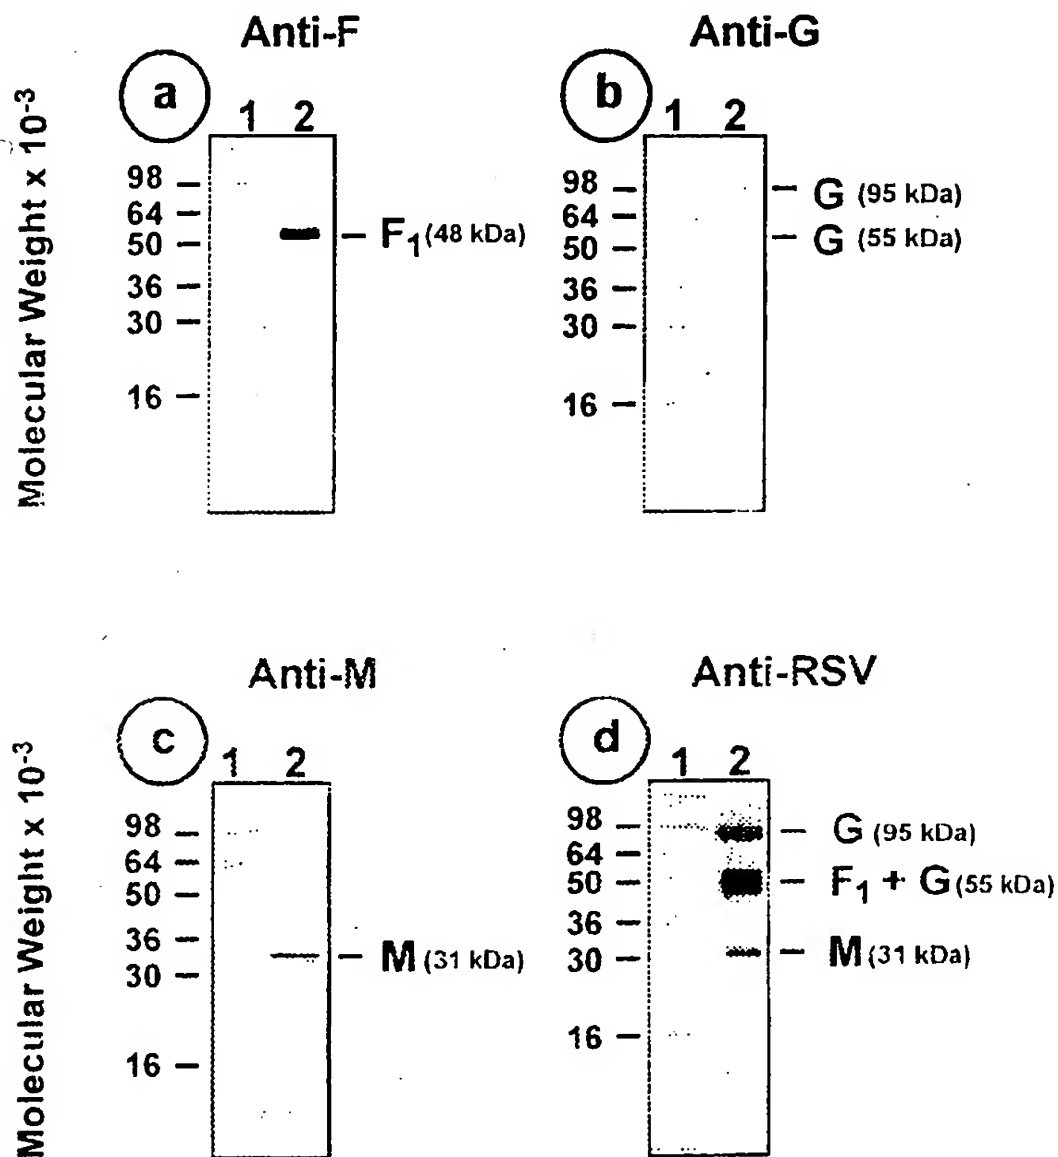 Anti-F
a
1 2
Molecular Weight x 10-3
98
64
50
36
30
16
F1 (48 kDa)
Anti-G
b
1 2
98
64
50
36
30
16
G (95 kDa)
G (55 kDa)
Anti-M
c
1 2
Molecular Weight x 10-3
98
64
50
36
30
16
M (31 kDa)
Anti-RSV
d
1 2
98
64
50
36
30
16
G (95 kDa)
F1 + G (55 kDa)
M (31 kDa)